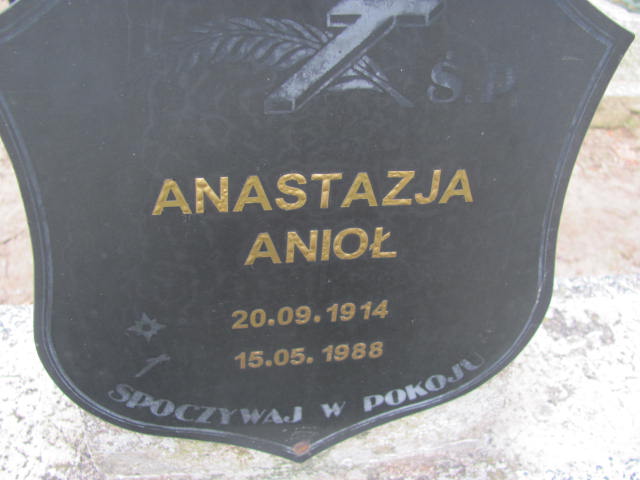 Ś.P.
ANASTAZJA
ANIOŁ
20.09.1914
15.05.1988
SPOCZYWAJ W POKOJU